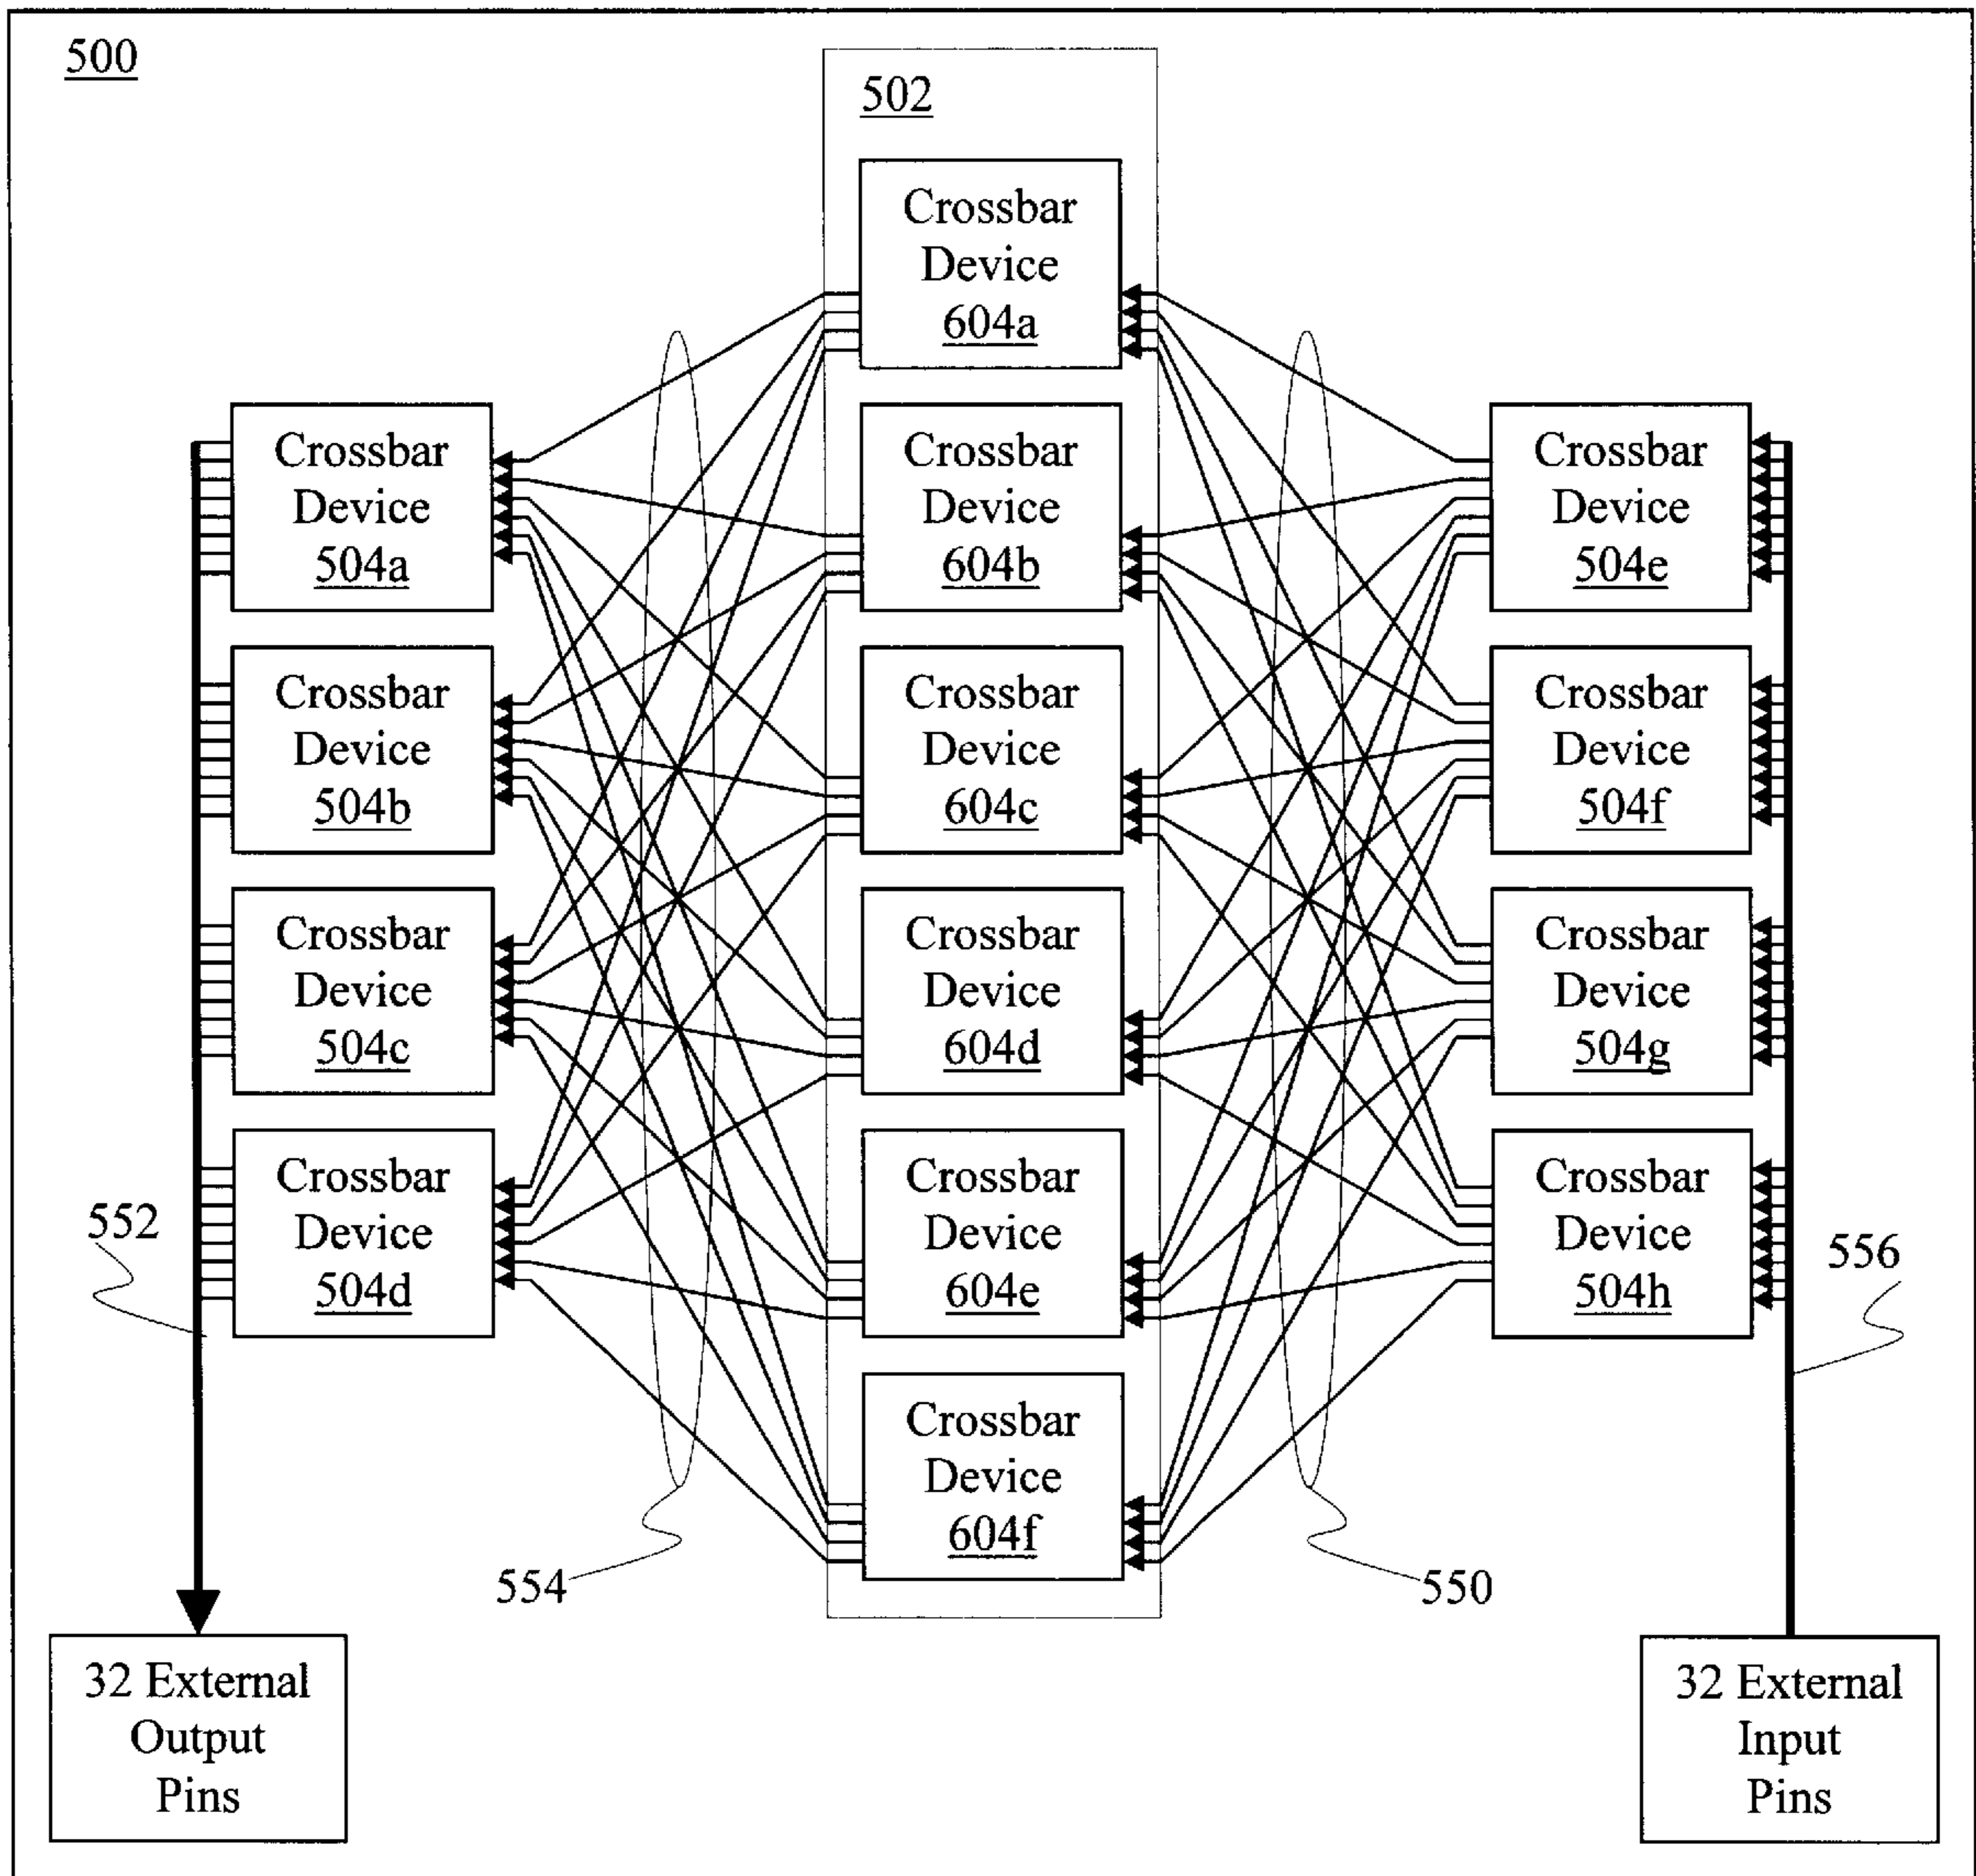 500
502
Crossbar
Device
604a
Crossbar
Device
504a
Crossbar
Device
604b
Crossbar
Device
504e
Crossbar
Device
504b
Crossbar
Device
604c
Crossbar
Device
504f
Crossbar
Device
504c
Crossbar
Device
604d
Crossbar
Device
504g
Crossbar
Device
504d
Crossbar
Device
604e
Crossbar
Device
504h
552
556
Crossbar
Device
604f
554
550
32 External
Output
Pins
32 External
Input
Pins